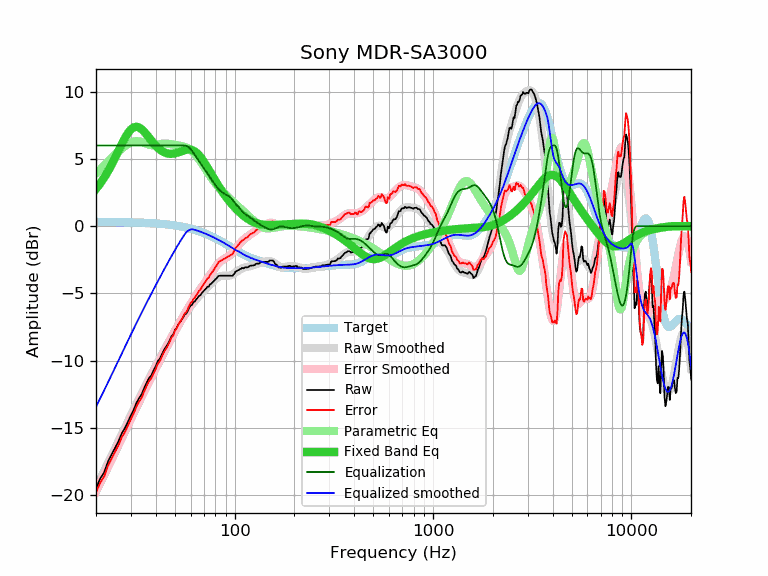 Sony MDR-SA3000
Amplitude (dBr)
10
5
0
−5
−10
−15
−20
Target
Raw Smoothed
Error Smoothed
Raw
Error
Parametric Eq
Fixed Band Eq
Equalization
Equalized smoothed
100
1000
10000
Frequency (Hz)